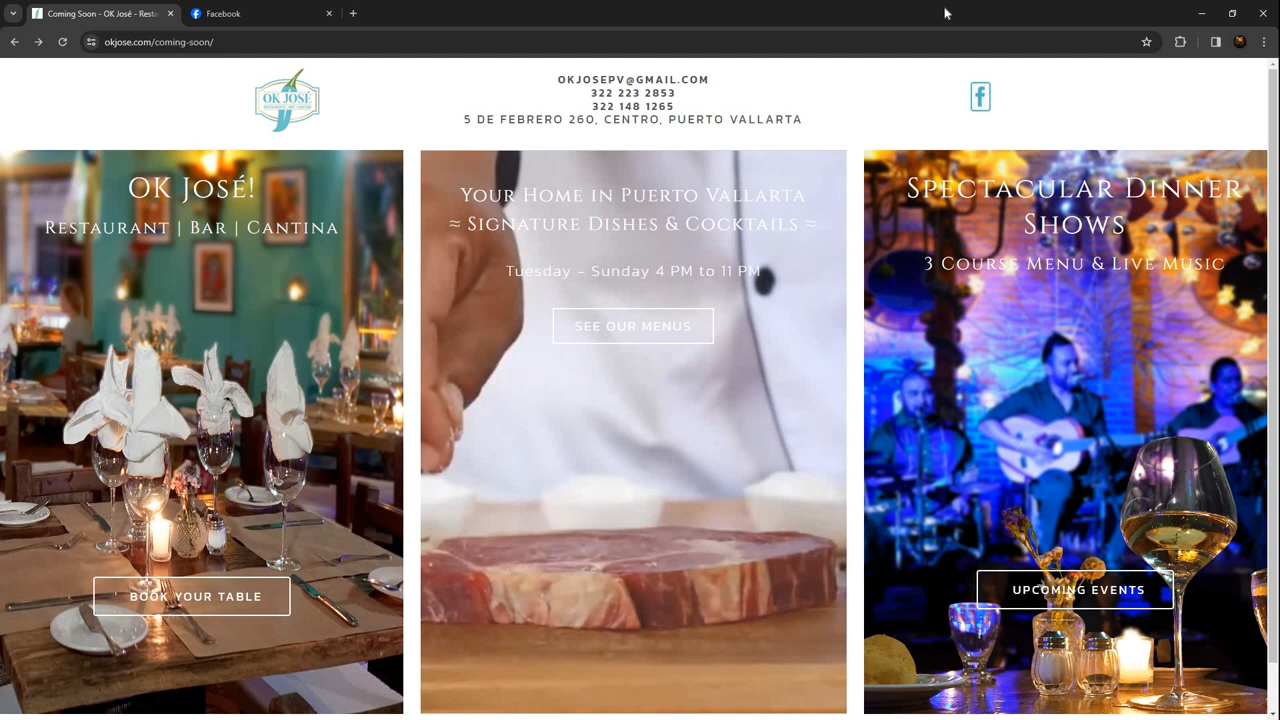 Coming Soon - OK José - Resta
Facebook
okjose.com/coming-soon/
OK JOSÉ
OKJOSEPV@GMAIL.COM
322 223 2853
322 148 1265
5 DE FEBRERO 260, CENTRO, PUERTO VALLARTA
OK José!
Restaurant | Bar | Cantina
BOOK YOUR TABLE
Your Home in Puerto Vallarta
≈ Signature Dishes & Cocktails ≈
Tuesday – Sunday 4 PM to 11 PM
SEE OUR MENUS
Spectacular Dinner
Shows
3 Course Menu & Live Music
UPCOMING EVENTS